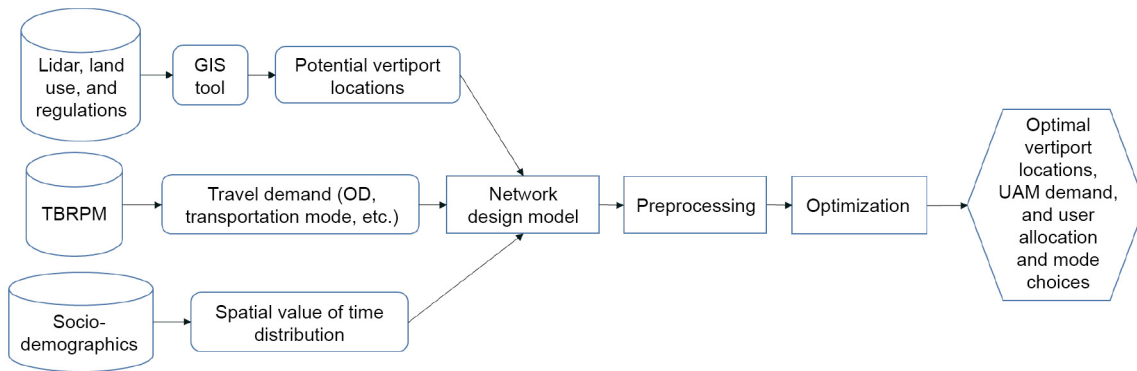 Lidar, land
use, and
regulations
GIS
tool
Potential vertiport
locations
TBRPM
Travel demand (OD,
transportation mode, etc.)
Socio-
demographics
Spatial value of time
distribution
Network
design model
Preprocessing
Optimization
Optimal
vertiport
locations,
UAM demand,
and user
allocation
and mode
choices